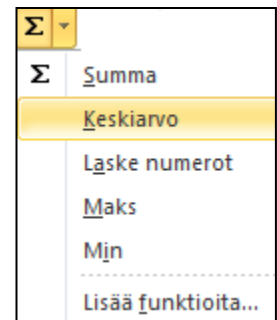 Σ
Σ Summa
Keskiarvo
Laske numerot
Maks
Min
Lisää funktioita...